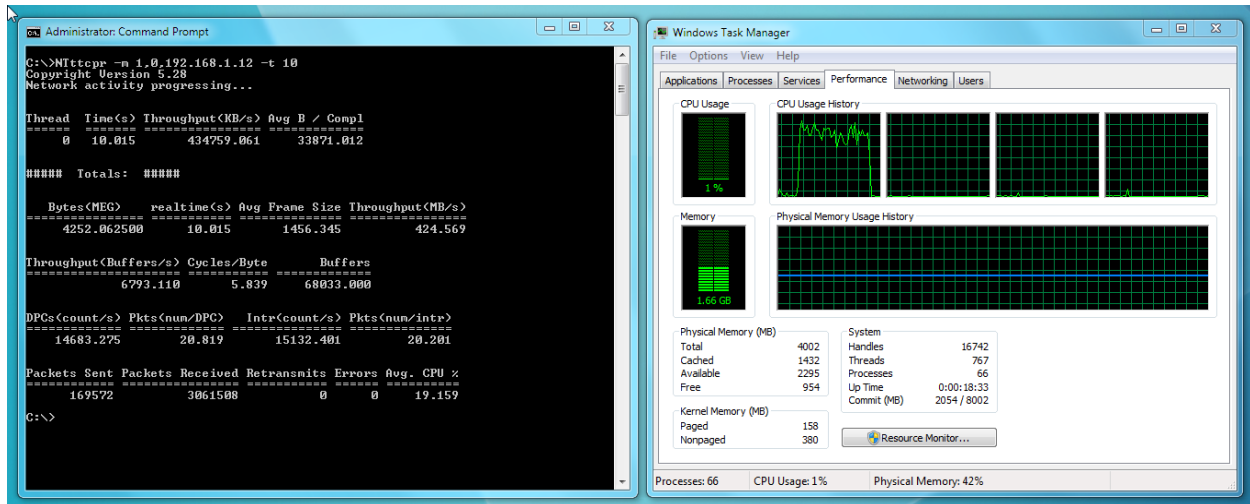 Administrator: Command Prompt
C:\>NTttcpr -m 1,0,192.168.1.12 -t 10
Copyright Version 5.28
Network activity progressing...
Thread Time(s) Throughput(KB/s) Avg B / Compl
====== ======= ================ =============
0 10.015 434759.061 33871.012
##### Totals: #####
Bytes(MEG) realtime(s) Avg Frame Size Throughput(MB/s)
================ =========== ============== ================
4252.062500 10.015 1456.345 424.569
Throughput(Buffers/s) Cycles/Byte Buffers
===================== =========== =============
6793.110 5.839 68033.000
DPCs(count/s) Pkts(num/DPC) Intr(count/s) Pkts(num/intr)
============= ============= =============== ==============
14683.275 20.819 15132.401 20.201
Packets Sent Packets Received Retransmits Errors Avg. CPU %
============ ================ =========== ====== ==========
169572 3061508 0 0 19.159
C:\>
Windows Task Manager
File Options View Help
Applications Processes Services Performance Networking Users
CPU Usage CPU Usage History
1 %
Memory Physical Memory Usage History
1.66 GB
Physical Memory (MB)
Total 4002
Cached 1432
Available 2295
Free 954
Kernel Memory (MB)
Paged 158
Nonpaged 380
System
Handles 16742
Threads 767
Processes 66
Up Time 0:00:18:33
Commit (MB) 2054 / 8002
Resource Monitor...
Processes: 66 CPU Usage: 1% Physical Memory: 42%